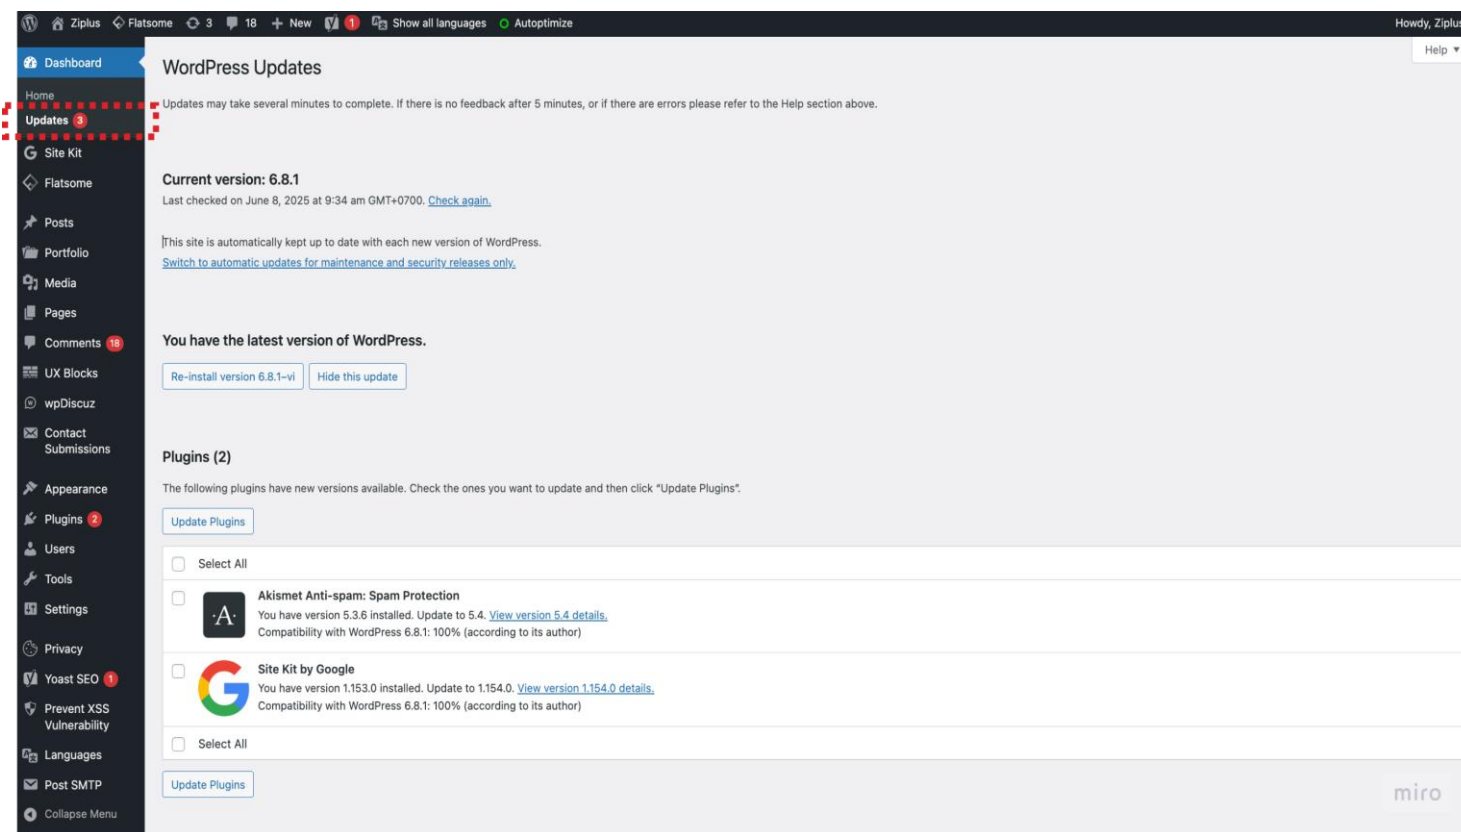 Ziplus Flatsome 3 18 + New 1 Show all languages Autoptimize Howdy, Ziplus
Help
Dashboard
Home
Updates 3
Site Kit
Flatsome
Posts
Portfolio
Media
Pages
Comments 18
UX Blocks
wpDiscuz
Contact
Submissions
Appearance
Plugins 2
Users
Tools
Settings
Privacy
Yoast SEO 1
Prevent XSS
Vulnerability
Languages
Post SMTP
Collapse Menu
WordPress Updates
Updates may take several minutes to complete. If there is no feedback after 5 minutes, or if there are errors please refer to the Help section above.
Current version: 6.8.1
Last checked on June 8, 2025 at 9:34 am GMT+0700. Check again.
This site is automatically kept up to date with each new version of WordPress.
Switch to automatic updates for maintenance and security releases only.
You have the latest version of WordPress.
Re-install version 6.8.1–vi Hide this update
Plugins (2)
The following plugins have new versions available. Check the ones you want to update and then click “Update Plugins”.
Update Plugins
Select All
·A·
Akismet Anti-spam: Spam Protection
You have version 5.3.6 installed. Update to 5.4. View version 5.4 details.
Compatibility with WordPress 6.8.1: 100% (according to its author)
Site Kit by Google
You have version 1.153.0 installed. Update to 1.154.0. View version 1.154.0 details.
Compatibility with WordPress 6.8.1: 100% (according to its author)
Select All
Update Plugins
miro